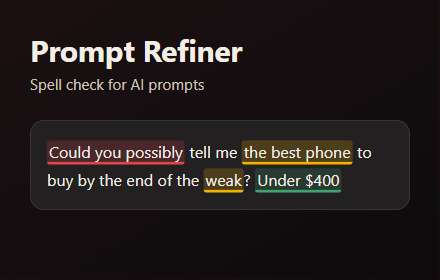 Prompt Refiner
Spell check for AI prompts
Could you possibly tell me the best phone to
buy by the end of the weak? Under $400